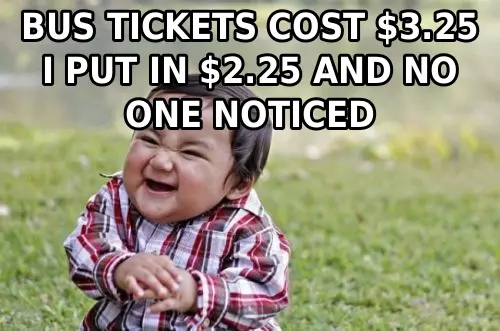 BUS TICKETS COST $3.25
I PUT IN $2.25 AND NO
ONE NOTICED